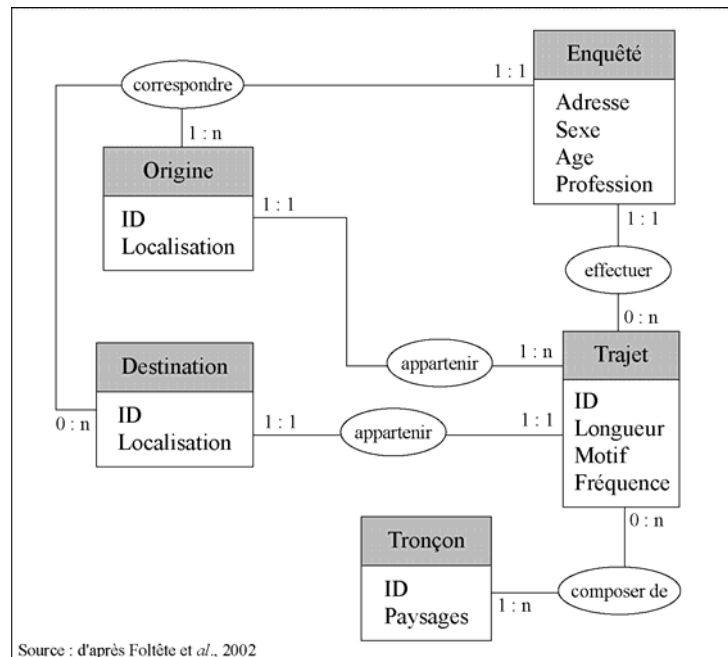 Enquêté
correspondre
1 : 1
Adresse
Sexe
Age
Profession
1 : n
Origine
ID
Localisation
1 : 1
1 : 1
effectuer
0 : n
appartenir
1 : n
Trajet
ID
Longueur
Motif
Fréquence
Destination
ID
Localisation
0 : n
1 : 1
appartenir
1 : 1
0 : n
Tronçon
ID
Paysages
1 : n
composer de
Source : d'après Foltête et al., 2002